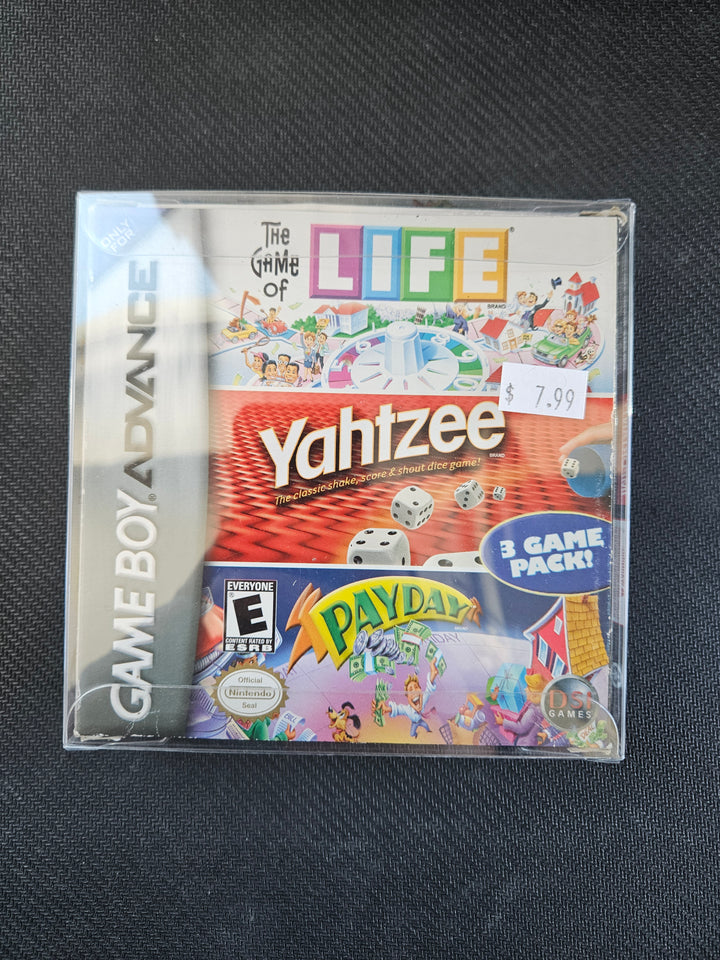 ONLY
FOR
GAME BOY ADVANCE
The
Game
of
LIFE
BRAND
$ 7.99
Yahtzee
BRAND
The classic shake, score & shout dice game!
3 GAME
PACK!
EVERYONE
E
CONTENT RATED BY
ESRB
PAYDAY
DAY
Official
Nintendo
Seal
DSI
GAMES